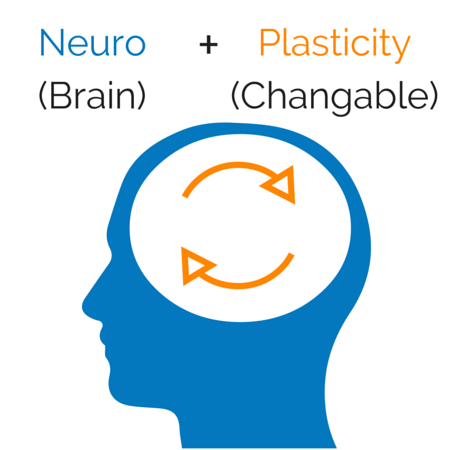 Neuro + Plasticity
(Brain) (Changable)